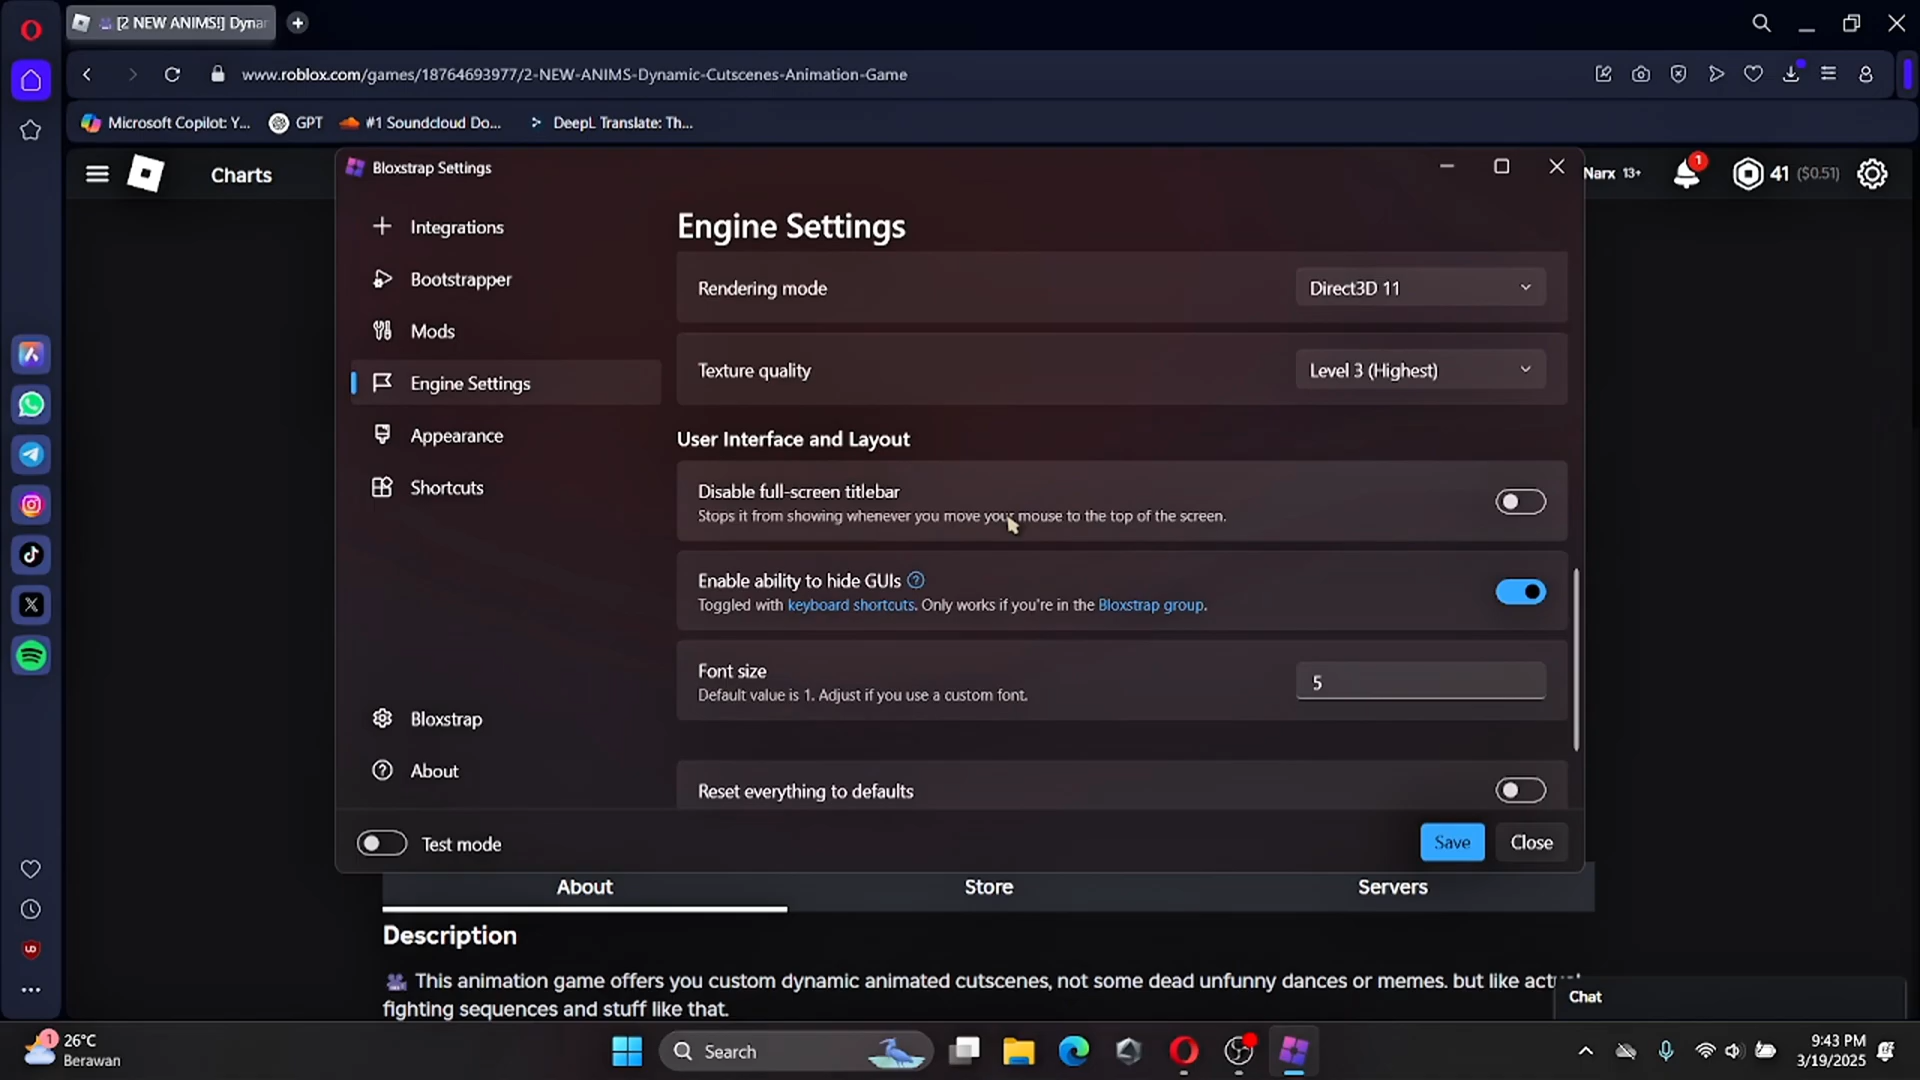 [2 NEW ANIMS!] Dynar
www.roblox.com/games/18764693977/2-NEW-ANIMS-Dynamic-Cutscenes-Animation-Game
Microsoft Copilot: Y...
GPT
#1 Soundcloud Do...
DeepL Translate: Th...
Charts
Bloxstrap Settings
Narx 13+
1
41 ($0.51)
Integrations
Bootstrapper
Mods
Engine Settings
Appearance
Shortcuts
Bloxstrap
About
Engine Settings
Rendering mode
Direct3D 11
Texture quality
Level 3 (Highest)
User Interface and Layout
Disable full-screen titlebar
Stops it from showing whenever you move your mouse to the top of the screen.
Enable ability to hide GUIs
Toggled with keyboard shortcuts. Only works if you're in the Bloxstrap group.
Font size
Default value is 1. Adjust if you use a custom font.
5
Reset everything to defaults
Test mode
Save
Close
About
Store
Servers
Description
This animation game offers you custom dynamic animated cutscenes, not some dead unfunny dances or memes. but like actu
fighting sequences and stuff like that.
Chat
1
26°C
Berawan
Search
9:43 PM
3/19/2025